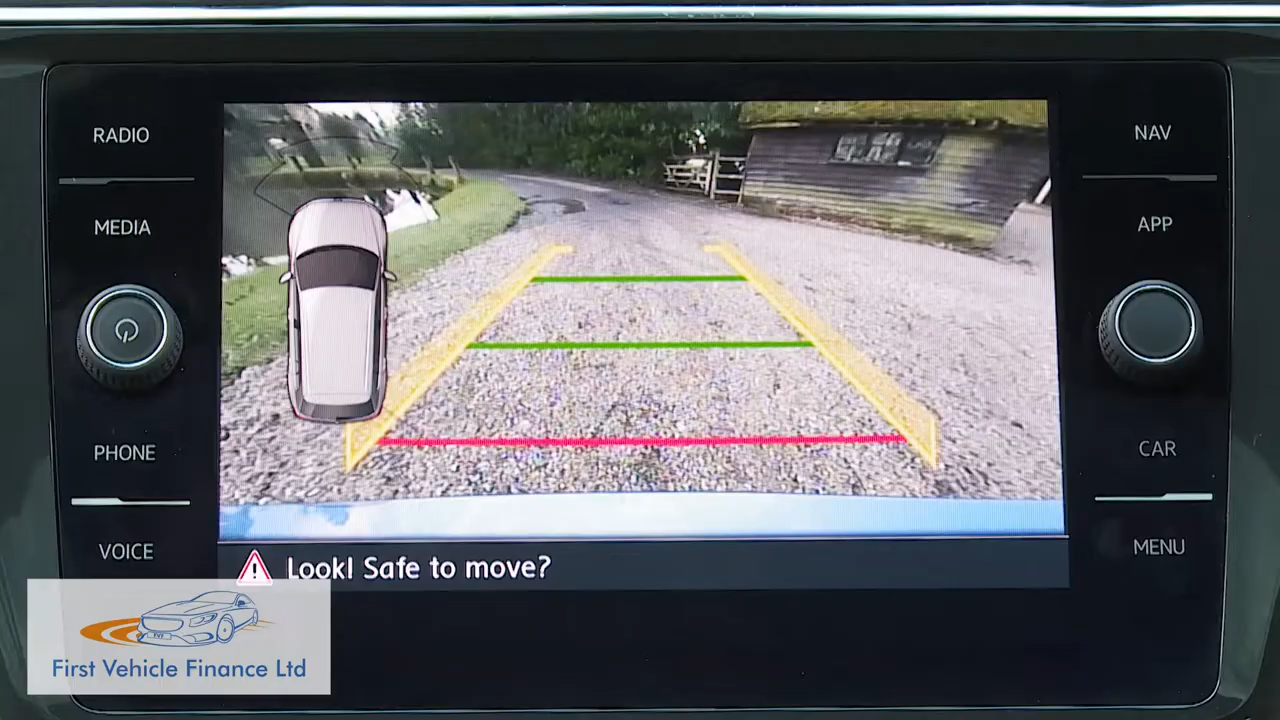 RADIO
MEDIA
PHONE
VOICE
NAV
APP
CAR
MENU
Look! Safe to move?
First Vehicle Finance Ltd